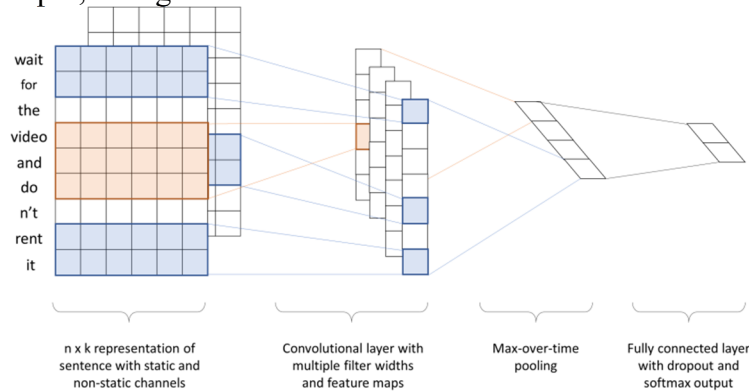 wait
for
the
video
and
do
n't
rent
it
n x k representation of
sentence with static and
non-static channels
Convolutional layer with
multiple filter widths
and feature maps
Max-over-time
pooling
Fully connected layer
with dropout and
softmax output